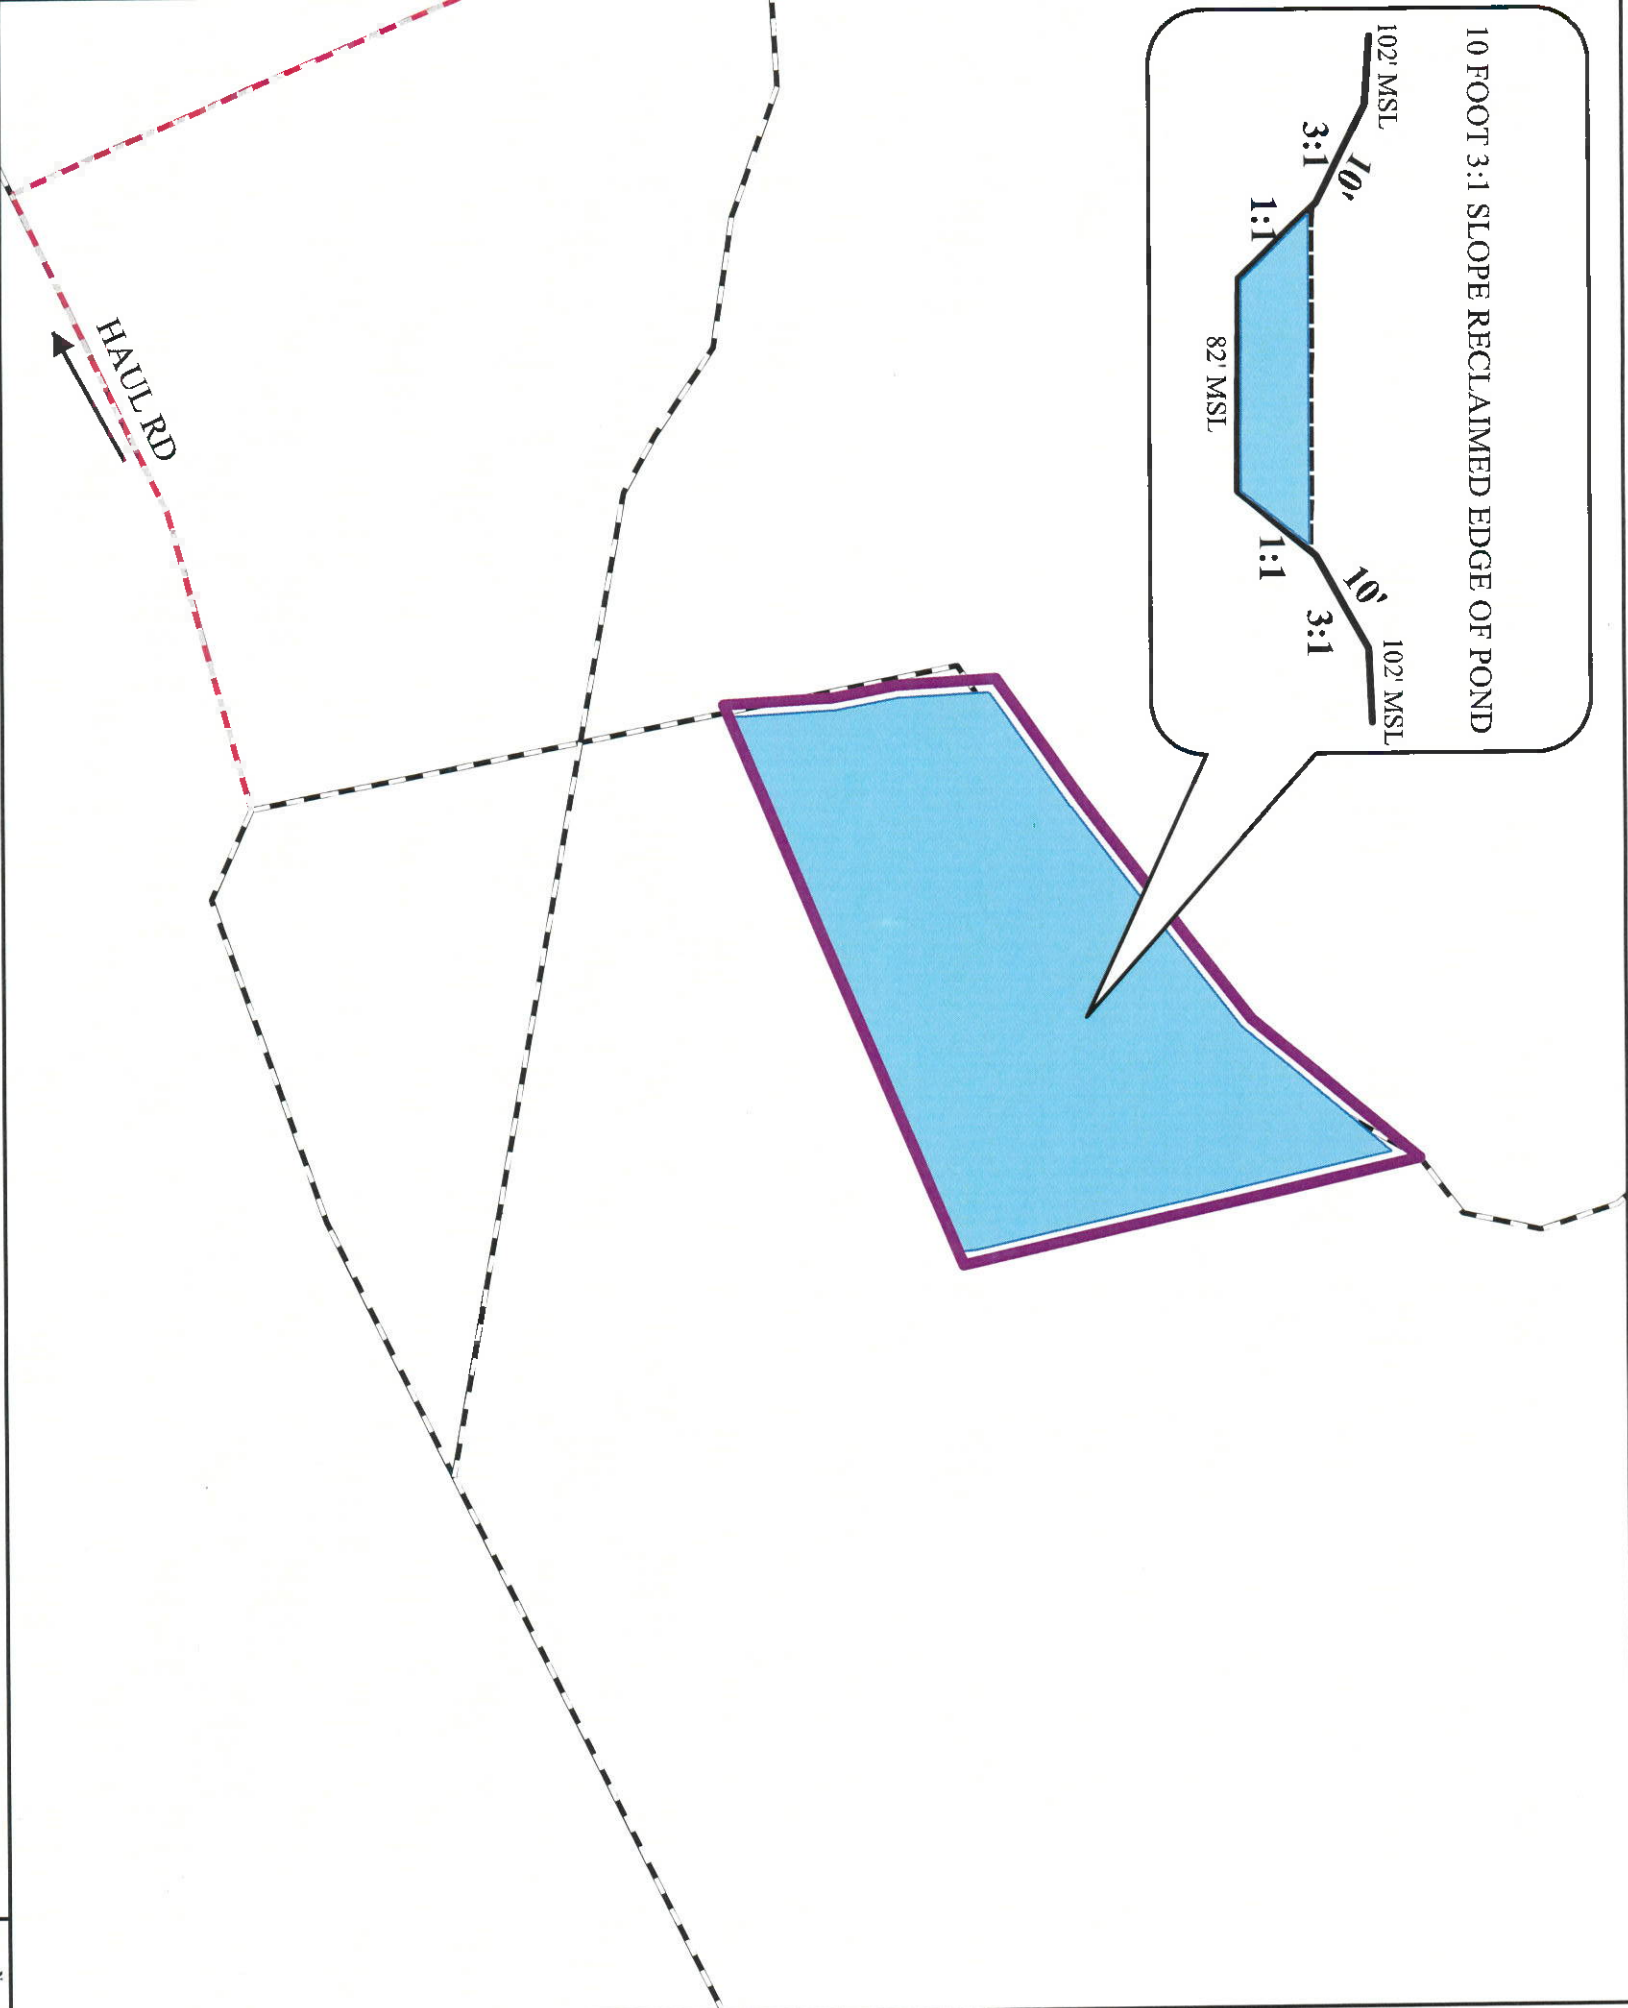 10 FOOT 3:1 SLOPE RECLAIMED EDGE OF POND
102' MSL
102' MSL
10'
10'
3:1
3:1
1:1
1:1
82' MSL
HAUL RD